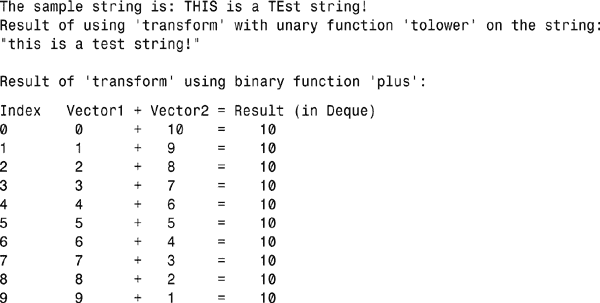 The sample string is: THIS is a TEst string!
Result of using 'transform' with unary function 'tolower' on the string:
"this is a test string!"
Result of 'transform' using binary function 'plus':
Index Vector1 + Vector2 = Result (in Deque)
0 0 + 10 = 10
1 1 + 9 = 10
2 2 + 8 = 10
3 3 + 7 = 10
4 4 + 6 = 10
5 5 + 5 = 10
6 6 + 4 = 10
7 7 + 3 = 10
8 8 + 2 = 10
9 9 + 1 = 10